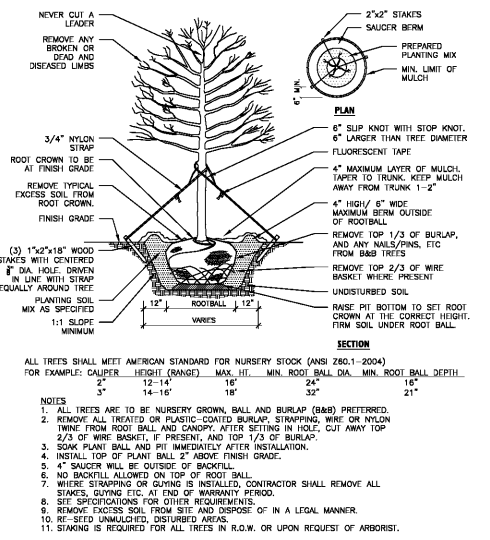 NEVER CUT A
LEADER
REMOVE ANY
BROKEN OR
DEAD AND
DISEASED LIMBS
3/4" NYLON
STRAP
ROOT CROWN TO BE
AT FINISH GRADE
REMOVE TYPICAL
EXCESS SOIL FROM
ROOT CROWN.
FINISH GRADE
(3) 1"x2"x18" WOOD
STAKES WITH CENTERED
DIA. HOLE. DRIVEN
IN LINE WITH STRAP
EQUALLY AROUND TREE
PLANTING SOIL
MIX AS SPECIFIED
1:1 SLOPE
MINIMUM
12"
ROOTBALL
12"
VARIES
2"x2" STAKES
SAUCER BERM
PREPARED
PLANTING MIX
MIN. LIMIT OF
MULCH
6" MIN.
PLAN
6" SLIP KNOT WITH STOP KNOT.
6" LARGER THAN TREE DIAMETER
FLUORESCENT TAPE
4" MAXIMUM LAYER OF MULCH.
TAPER TO TRUNK. KEEP MULCH
AWAY FROM TRUNK 1-2"
4" HIGH/ 6" WIDE
MAXIMUM BERM OUTSIDE
OF ROOTBALL
REMOVE TOP 1/3 OF BURLAP,
AND ANY NAILS/PINS, ETC
FROM B&B TREES
REMOVE TOP 2/3 OF WIRE
BASKET WHERE PRESENT
UNDISTURBED SOIL
RAISE PIT BOTTOM TO SET ROOT
CROWN AT THE CORRECT HEIGHT.
FIRM SOIL UNDER ROOT BALL.
SECTION
ALL TREES SHALL MEET AMERICAN STANDARD FOR NURSERY STOCK (ANSI Z60.1-2004)
FOR EXAMPLE: CALIPER HEIGHT (RANGE) MAX. HT. MIN. ROOT BALL DIA. MIN. ROOT BALL DEPTH
2" 12-14' 16' 24" 16"
3" 14-16' 18' 32" 21"
NOTES
1. ALL TREES ARE TO BE NURSERY GROWN, BALL AND BURLAP (B&B) PREFERRED.
2. REMOVE ALL TREATED OR PLASTIC-COATED BURLAP, STRAPPING, WIRE OR NYLON
TWINE FROM ROOT BALL AND CANOPY. AFTER SETTING IN HOLE, CUT AWAY TOP
2/3 OF WIRE BASKET, IF PRESENT, AND TOP 1/3 OF BURLAP.
3. SOAK PLANT BALL AND PIT IMMEDIATELY AFTER INSTALLATION.
4. INSTALL TOP OF PLANT BALL 2" ABOVE FINISH GRADE.
5. 4" SAUCER WILL BE OUTSIDE OF BACKFILL.
6. NO BACKFILL ALLOWED ON TOP OF ROOT BALL.
7. WHERE STRAPPING OR GUYING IS INSTALLED, CONTRACTOR SHALL REMOVE ALL
STAKES, GUYING ETC. AT END OF WARRANTY PERIOD.
8. SEE SPECIFICATIONS FOR OTHER REQUIREMENTS.
9. REMOVE EXCESS SOIL FROM SITE AND DISPOSE OF IN A LEGAL MANNER.
10. RE-SEED UNMULCHED, DISTURBED AREAS.
11. STAKING IS REQUIRED FOR ALL TREES IN R.O.W. OR UPON REQUEST OF ARBORIST.